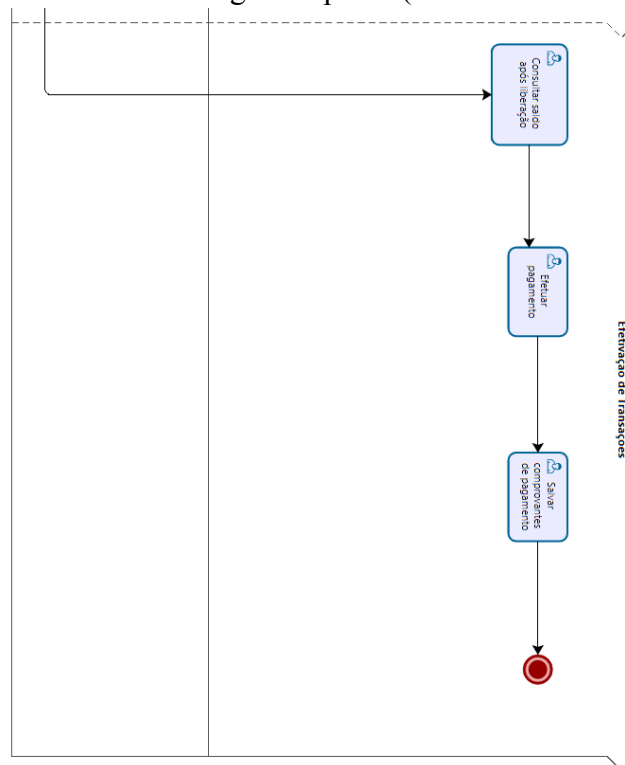 Consultar saldo
após liberação
Efetuar
pagamento
Efetivação de Transações
Salvar
comprovantes
de pagamento